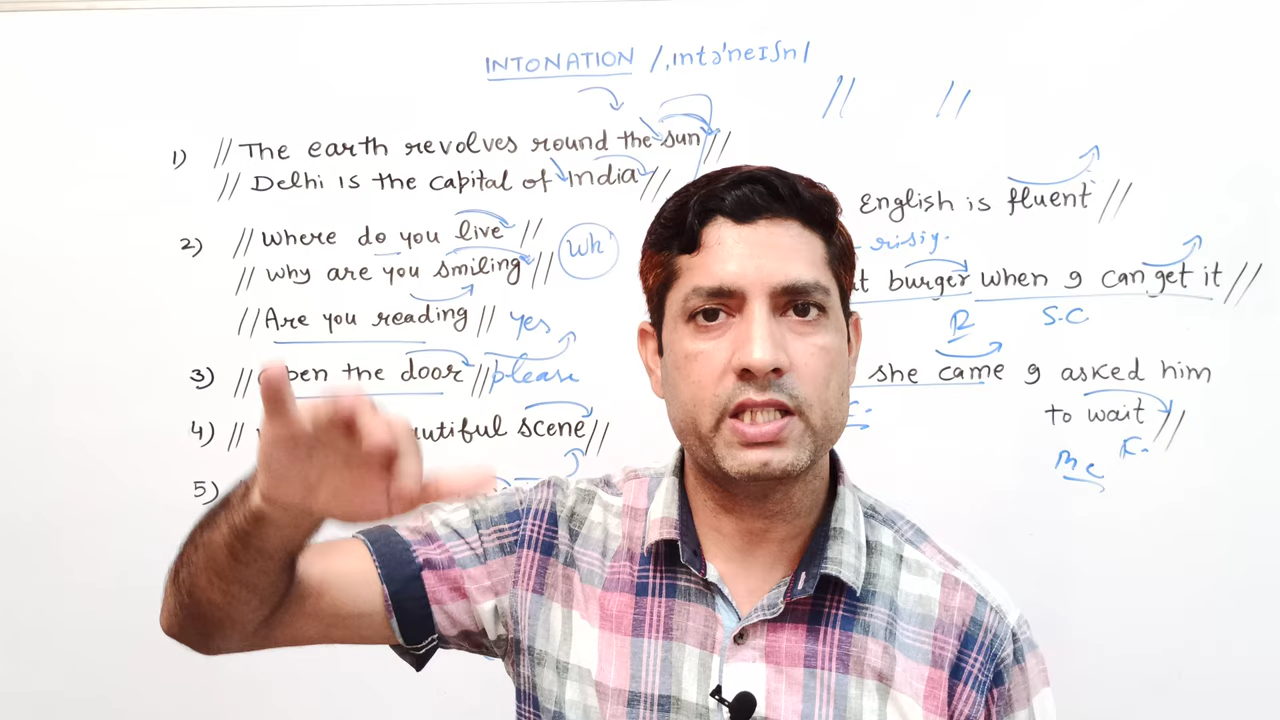 INTONATION /ˌɪntəˈneɪʃn/
// //
1) // The earth revolves round the sun //
// Delhi is the capital of India //
2) // Where do you live //
// Why are you smiling // Wh
// Are you reading // yes
3) // Open the door // please
4) // beautiful scene //
5)
English is fluent //
burger when I can get it //
R S.C
she came I asked him
to wait //
M C F.